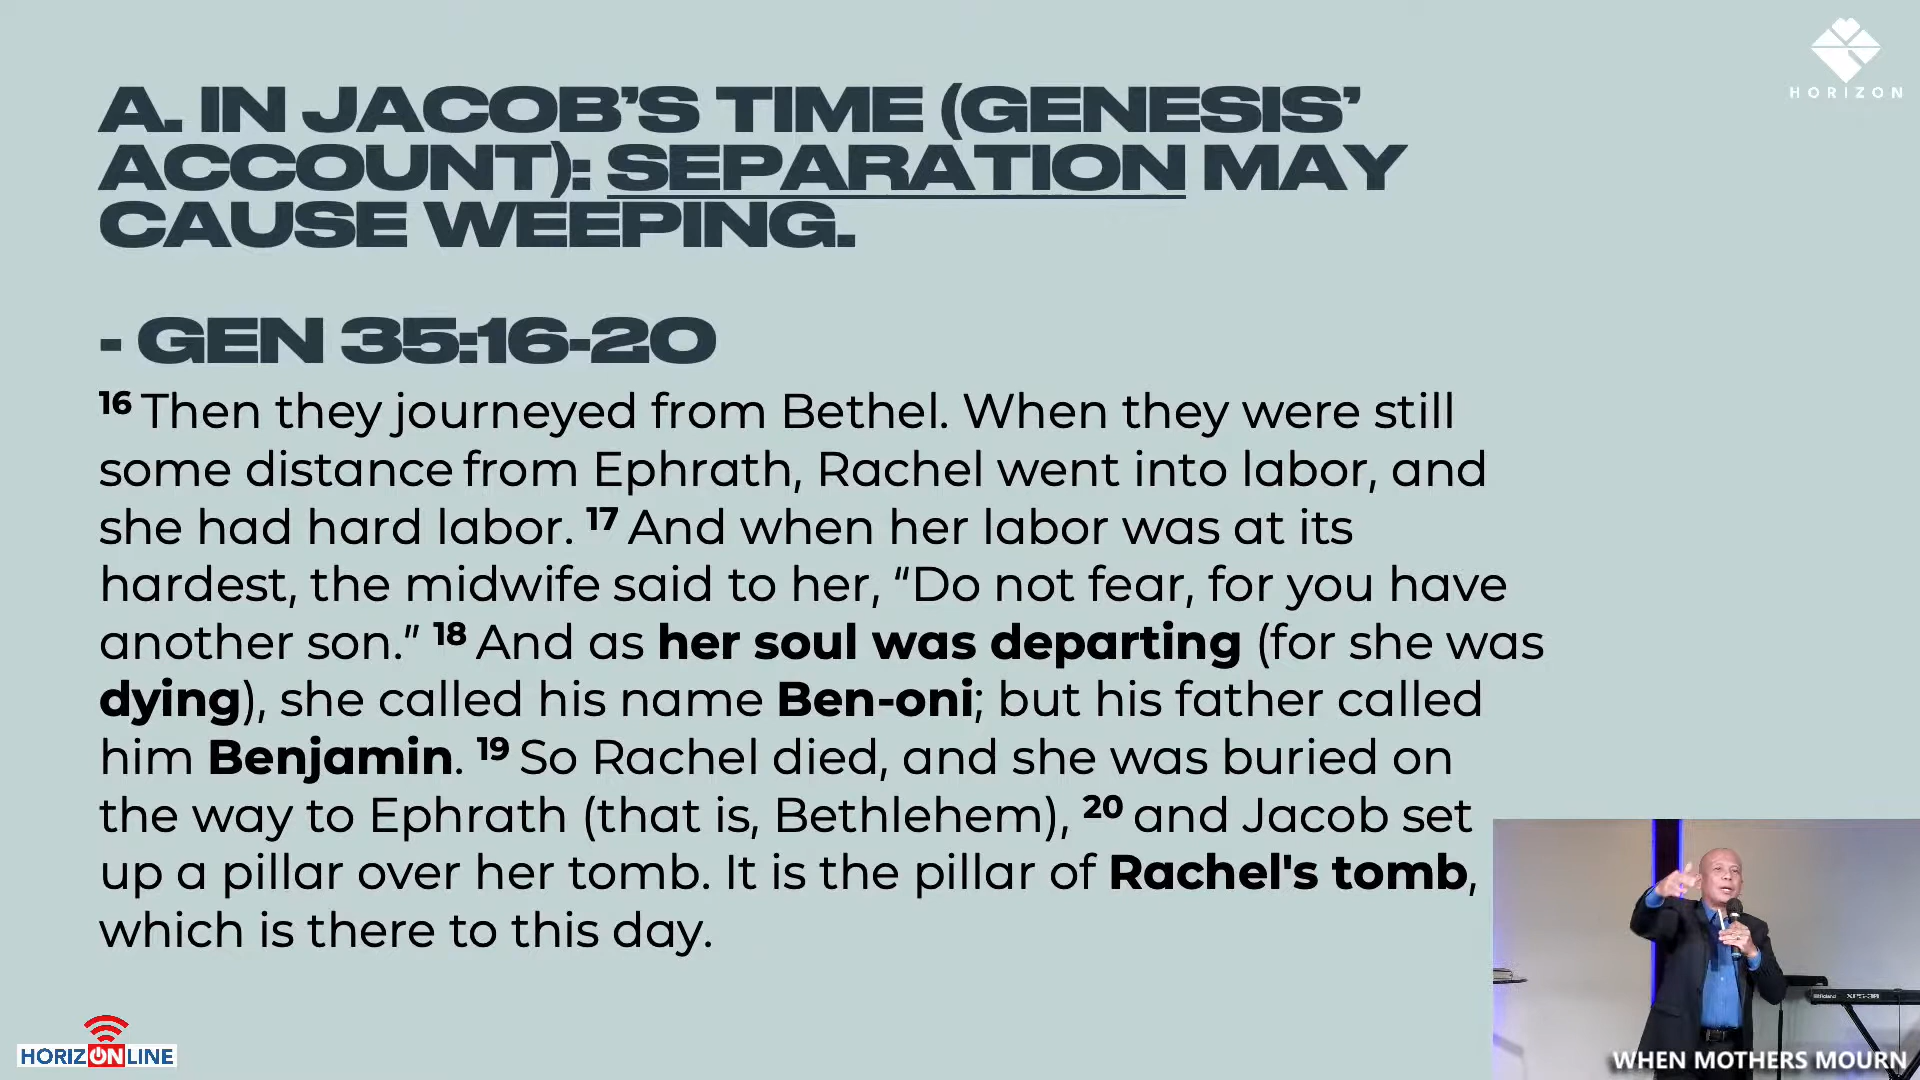 A. IN JACOB’S TIME (GENESIS’
ACCOUNT): SEPARATION MAY
CAUSE WEEPING.
- GEN 35:16-20
16 Then they journeyed from Bethel. When they were still
some distance from Ephrath, Rachel went into labor, and
she had hard labor. 17 And when her labor was at its
hardest, the midwife said to her, “Do not fear, for you have
another son.” 18 And as her soul was departing (for she was
dying), she called his name Ben-oni; but his father called
him Benjamin. 19 So Rachel died, and she was buried on
the way to Ephrath (that is, Bethlehem), 20 and Jacob set
up a pillar over her tomb. It is the pillar of Rachel's tomb,
which is there to this day.
HORIZON
HORIZONLINE
Roland XPS-30
WHEN MOTHERS MOURN